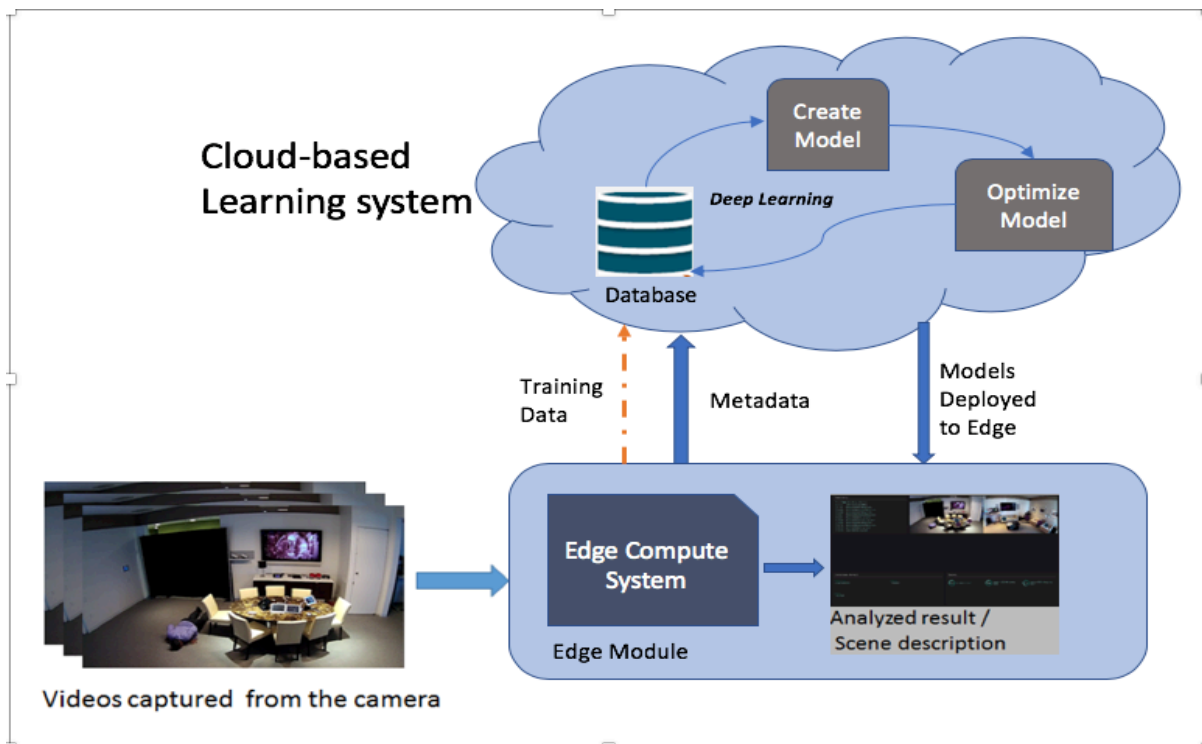 Cloud-based
Learning system
Create
Model
Optimize
Model
Deep Learning
Database
Training
Data
Metadata
Models
Deployed
to Edge
Edge Compute
System
Edge Module
Analyzed result /
Scene description
Videos captured from the camera